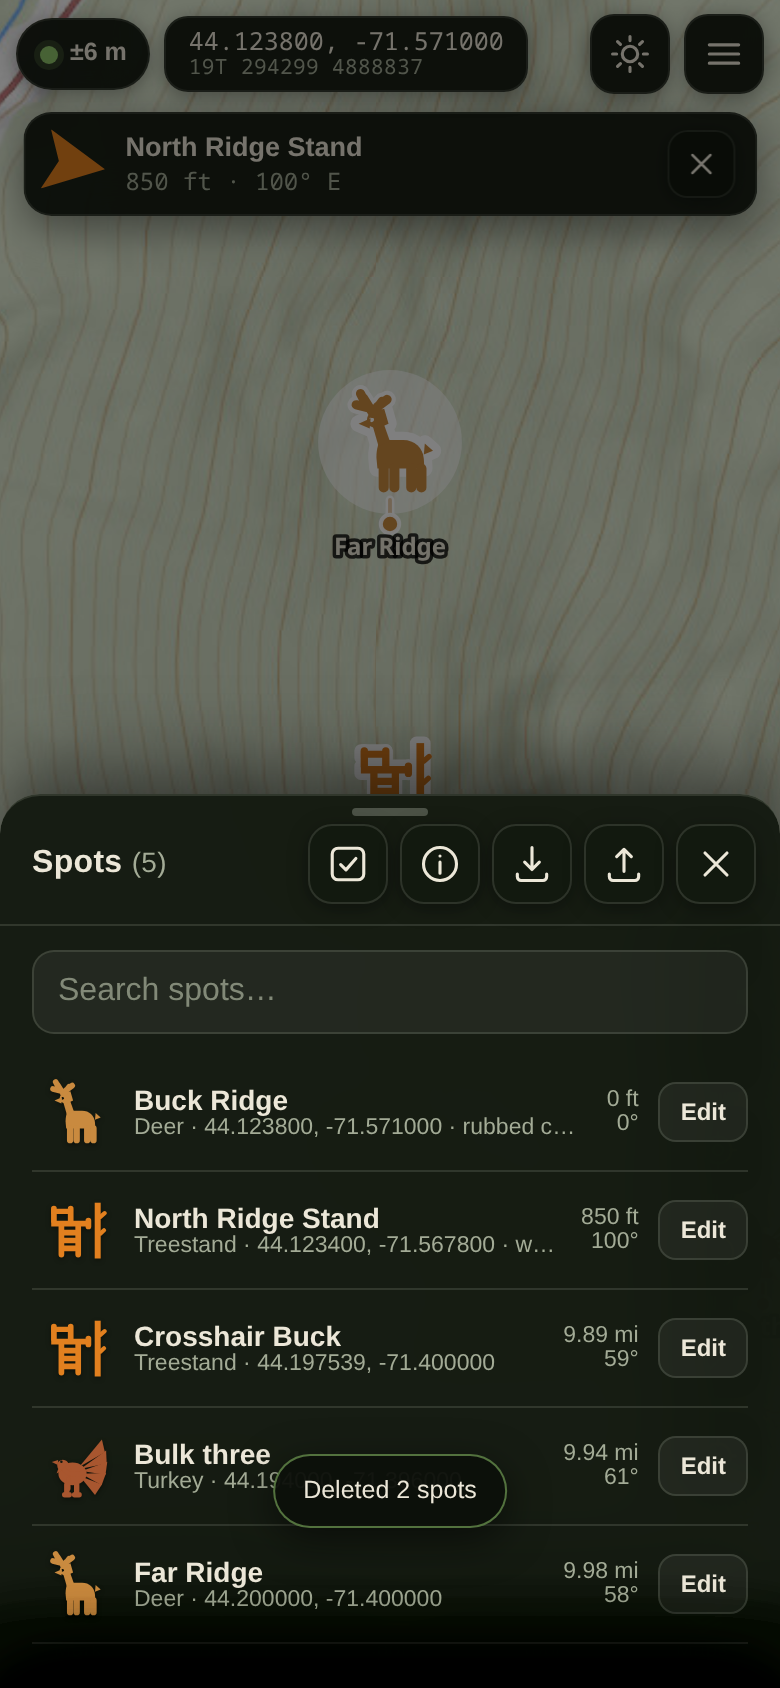 ±6 m
44.123800, -71.571000
19T 294299 4888837
North Ridge Stand
850 ft · 100° E
Far Ridge
Spots (5)
Search spots…
Buck Ridge
Deer · 44.123800, -71.571000 · rubbed c…
0 ft
0°
Edit
North Ridge Stand
Treestand · 44.123400, -71.567800 · w…
850 ft
100°
Edit
Crosshair Buck
Treestand · 44.197539, -71.400000
9.89 mi
59°
Edit
Bulk three
Turkey · 44.19
9.94 mi
61°
Edit
Deleted 2 spots
Far Ridge
Deer · 44.200000, -71.400000
9.98 mi
58°
Edit